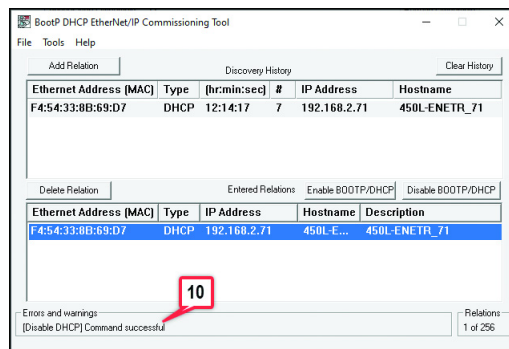 BootP DHCP EtherNet/IP Commissioning Tool
File Tools Help
Add Relation Discovery History Clear History
Ethernet Address (MAC) Type (hr:min:sec) # IP Address Hostname
F4:54:33:8B:69:D7 DHCP 12:14:17 7 192.168.2.71 450L-ENETR_71
Delete Relation Entered Relations Enable BOOTP/DHCP Disable BOOTP/DHCP
Ethernet Address (MAC) Type IP Address Hostname Description
F4:54:33:8B:69:D7 DHCP 192.168.2.71 450L-E... 450L-ENETR_71
10
Errors and warnings Relations
[Disable DHCP] Command successful 1 of 256